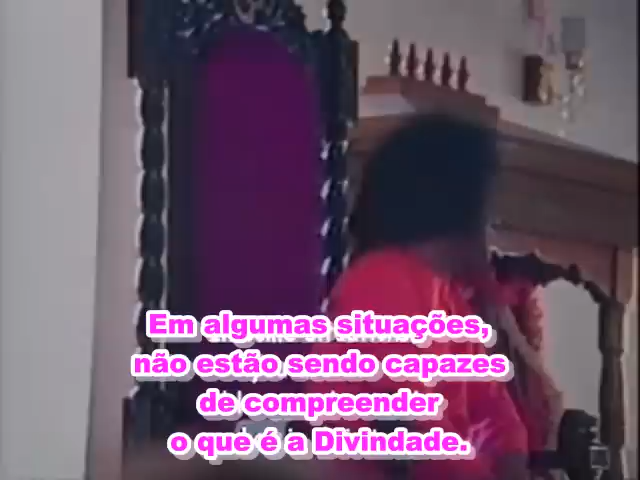 Em algumas situações,
não estão sendo capazes
de compreender
o que é a Divindade.